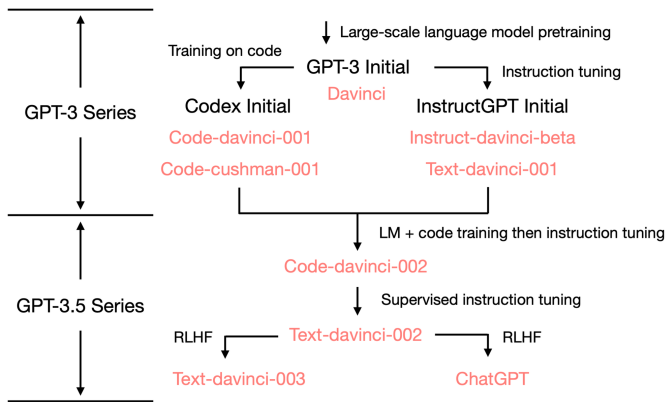 Large-scale language model pretraining
Training on code
GPT-3 Initial
Instruction tuning
Davinci
GPT-3 Series
Codex Initial
InstructGPT Initial
Code-davinci-001
Instruct-davinci-beta
Code-cushman-001
Text-davinci-001
LM + code training then instruction tuning
Code-davinci-002
GPT-3.5 Series
Supervised instruction tuning
RLHF
Text-davinci-002
RLHF
Text-davinci-003
ChatGPT